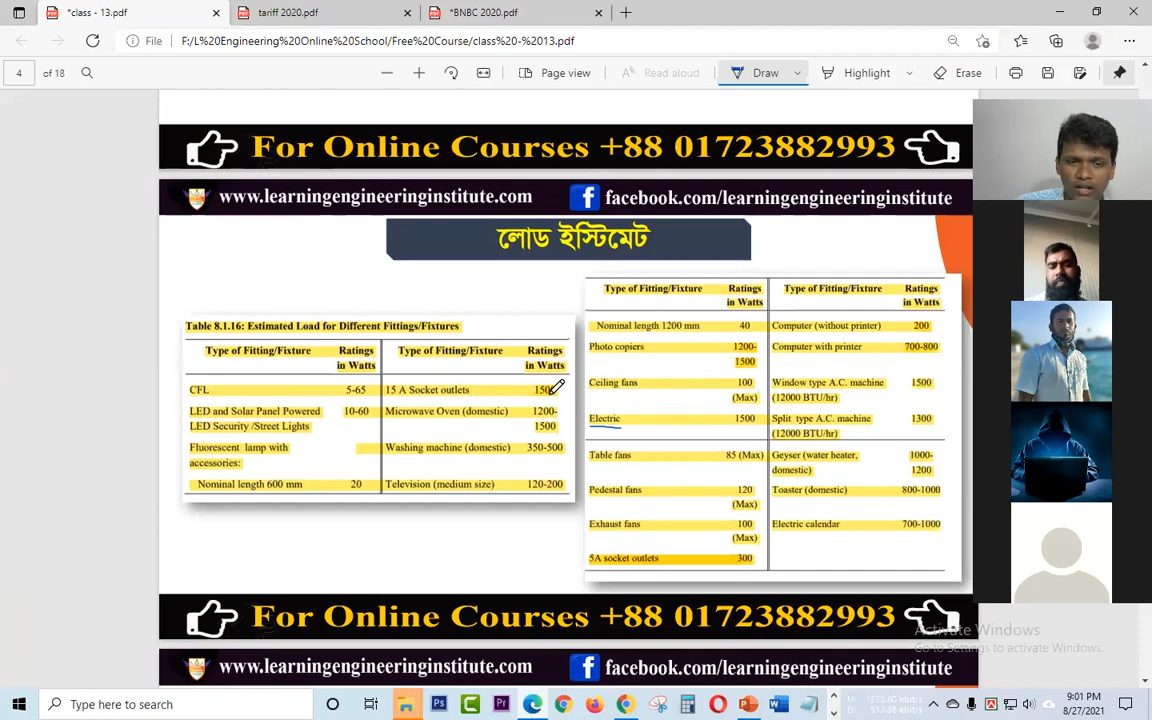 *class - 13.pdf
tariff 2020.pdf
*BNBC 2020.pdf
File
F:/L%20Engineering%20Online%20School/Free%20Course/class%20-%2013.pdf
4
of 18
Page view
Read aloud
Draw
Highlight
Erase
For Online Courses +88 01723882993
www.learningengineeringinstitute.com
facebook.com/learningengineeringinstitute
লোড ইস্টিমেট
Table 8.1.16: Estimated Load for Different Fittings/Fixtures
Type of Fitting/Fixture Ratings in Watts Type of Fitting/Fixture Ratings in Watts
CFL 5-65 15 A Socket outlets
LED and Solar Panel Powered 10-60 Microwave Oven (domestic) 1200-
LED Security /Street Lights 1500
Fluorescent lamp with Washing machine (domestic) 350-500
accessories:
Nominal length 600 mm 20 Television (medium size) 120-200
Type of Fitting/Fixture Ratings Type of Fitting/Fixture Ratings
in Watts in Watts
Nominal length 1200 mm 40 Computer (without printer) 200
Photo copiers 1200- Computer with printer 700-800
1500
Ceiling fans 100 Window type A.C. machine 1500
(Max) (12000 BTU/hr)
Electric 1500 Split type A.C. machine 1300
(12000 BTU/hr)
Table fans 85 (Max) Geyser (water heater, 1000-
domestic) 1200
Pedestal fans 120 Toaster (domestic) 800-1000
(Max)
Exhaust fans 100 Electric calendar 700-1000
(Max)
5A socket outlets 300
For Online Courses +88 01723882993
www.learningengineeringinstitute.com
facebook.com/learningengineeringinstitute
Activate Windows
Go to Settings to activate Windows.
Type here to search
9:01 PM
8/27/2021